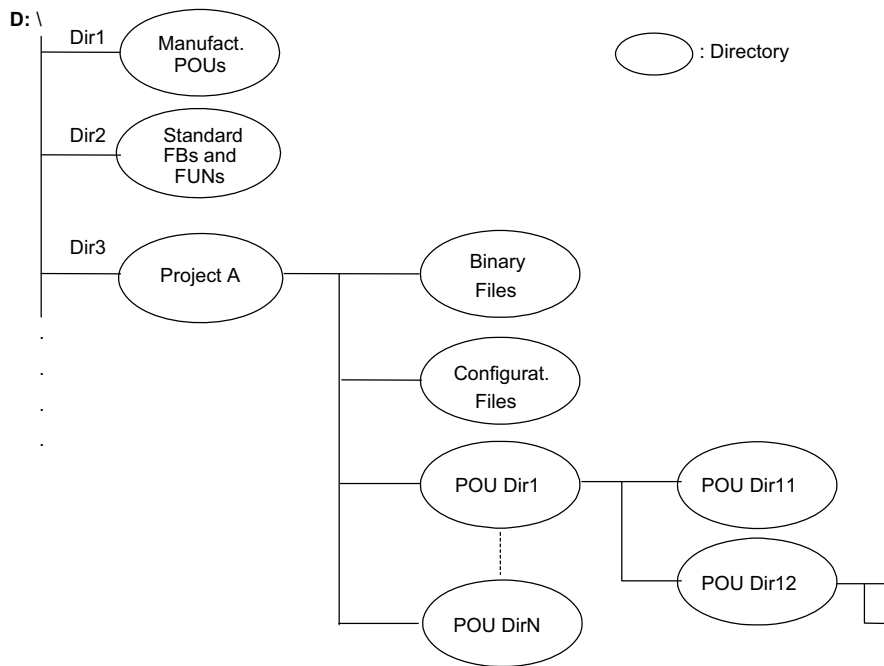 D: \
Dir1
Manufact.
POUs
: Directory
Dir2
Standard
FBs and
FUNs
Dir3
Project A
Binary
Files
Configurat.
Files
POU Dir1
POU Dir11
POU Dir12
POU DirN